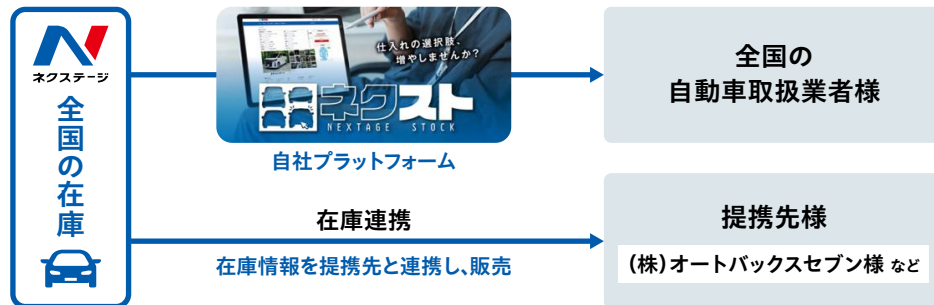 ネクステージ
全国の在庫
仕入れの選択肢、
増やしませんか?
ネクスト
NEXTAGE STOCK
自社プラットフォーム
全国の
自動車取扱業者様
在庫連携
在庫情報を提携先と連携し、販売
提携先様
(株)オートバックスセブン様 など